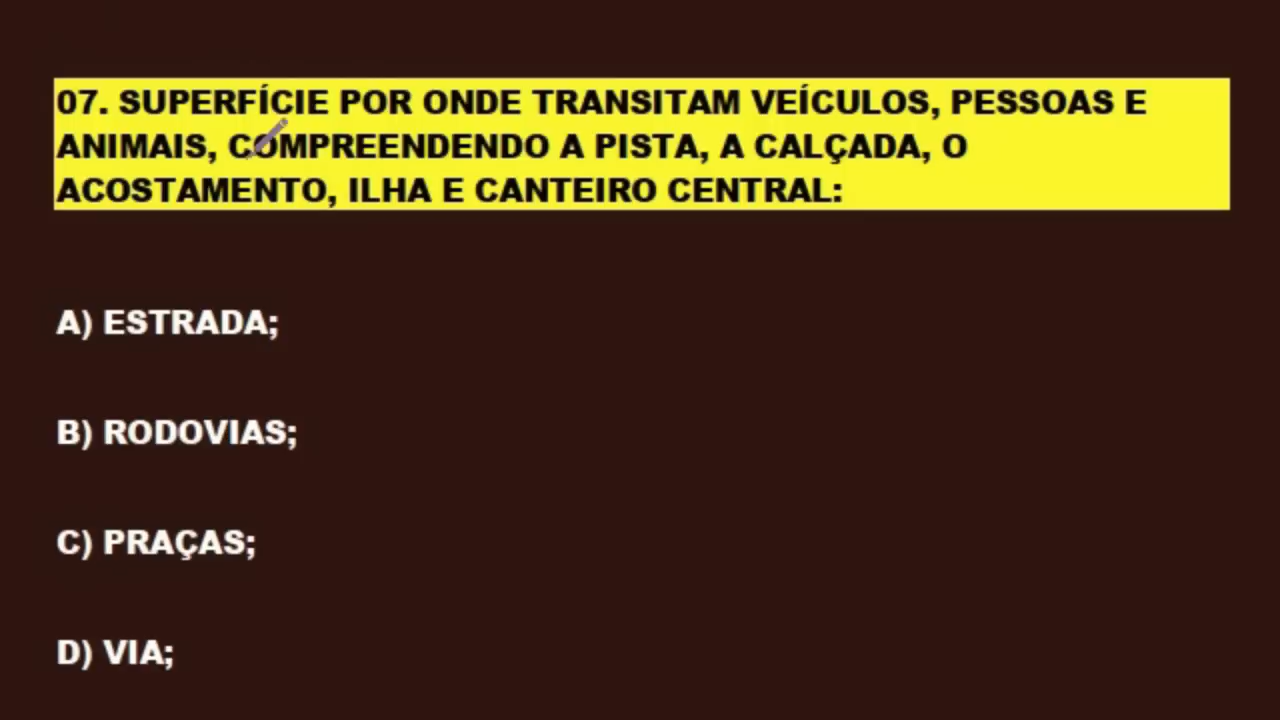 07. SUPERFÍCIE POR ONDE TRANSITAM VEÍCULOS, PESSOAS E
ANIMAIS, COMPREENDENDO A PISTA, A CALÇADA, O
ACOSTAMENTO, ILHA E CANTEIRO CENTRAL:
A) ESTRADA;
B) RODOVIAS;
C) PRAÇAS;
D) VIA;